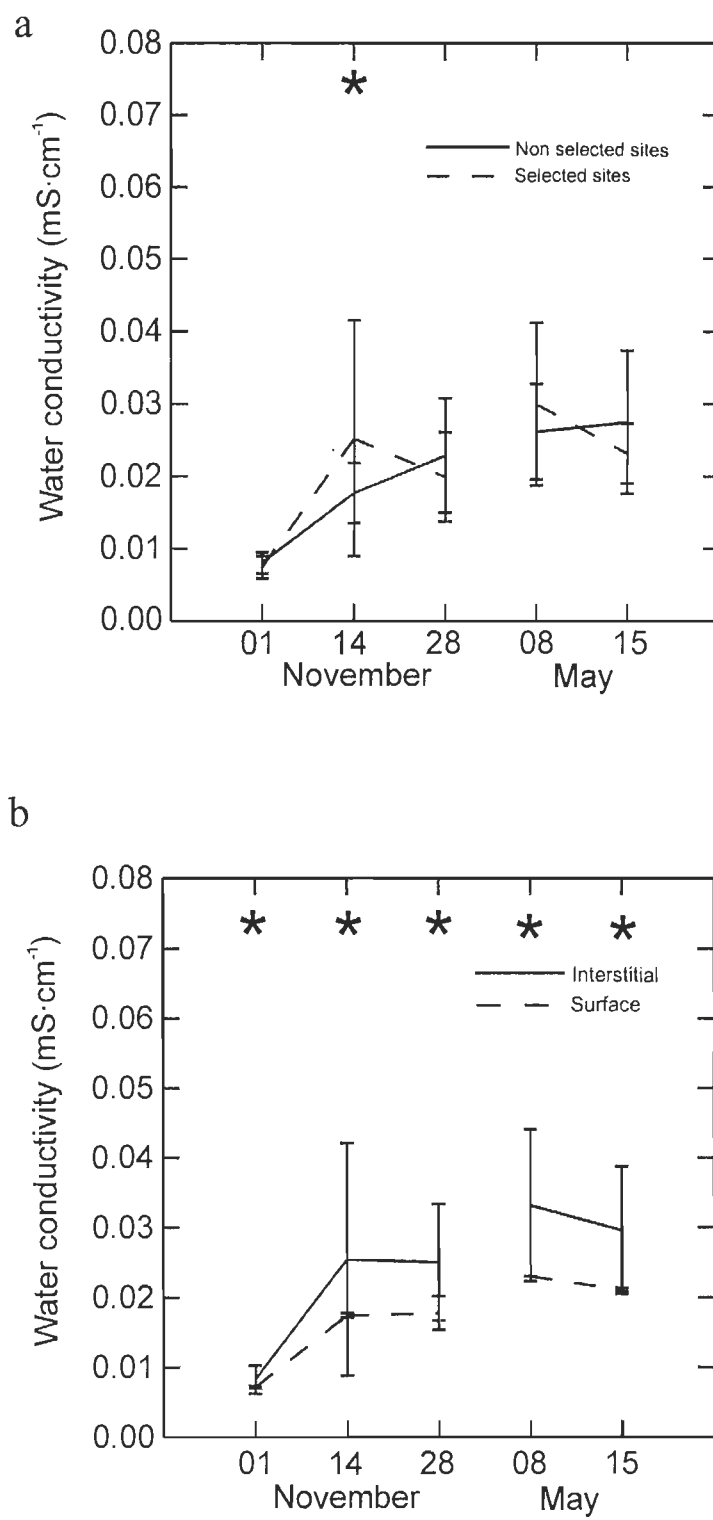 a
0.08
0.07
0.06
0.05
0.04
0.03
0.02
0.01
0.00
Water conductivity (mS·cm⁻¹)
*
Non selected sites
Selected sites
01 14 28 08 15
November May
b
0.08
0.07
0.06
0.05
0.04
0.03
0.02
0.01
0.00
Water conductivity (mS·cm⁻¹)
* * * * *
Interstitial
Surface
01 14 28 08 15
November May